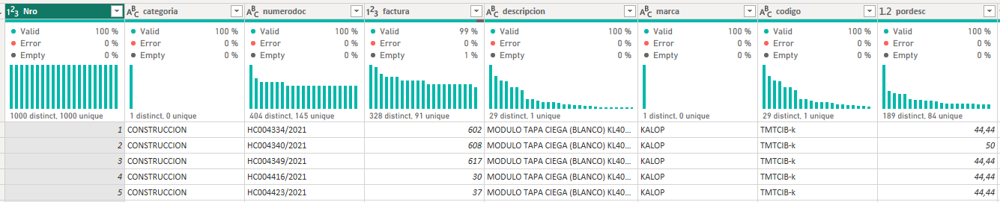 1²3 Nro ABC categoria ABC numerodoc 1²3 factura ABC descripcion ABC marca ABC codigo 1.2 pordesc
Valid 100 % Valid 100 % Valid 100 % Valid 99 % Valid 100 % Valid 100 % Valid 100 % Valid 100 %
Error 0 % Error 0 % Error 0 % Error 0 % Error 0 % Error 0 % Error 0 % Error 0 %
Empty 0 % Empty 0 % Empty 0 % Empty 1 % Empty 0 % Empty 0 % Empty 0 % Empty 0 %
1000 distinct, 1000 unique 1 distinct, 0 unique 404 distinct, 145 unique 328 distinct, 91 unique 29 distinct, 1 unique 1 distinct, 0 unique 29 distinct, 1 unique 189 distinct, 84 unique
1 CONSTRUCCION HC004334/2021 602 MODULO TAPA CIEGA (BLANCO) KL40... KALOP TMTCIB-k 44,44
2 CONSTRUCCION HC004340/2021 608 MODULO TAPA CIEGA (BLANCO) KL40... KALOP TMTCIB-k 50
3 CONSTRUCCION HC004349/2021 617 MODULO TAPA CIEGA (BLANCO) KL40... KALOP TMTCIB-k 44,44
4 CONSTRUCCION HC004416/2021 30 MODULO TAPA CIEGA (BLANCO) KL40... KALOP TMTCIB-k 44,44
5 CONSTRUCCION HC004423/2021 37 MODULO TAPA CIEGA (BLANCO) KL40... KALOP TMTCIB-k 44,44